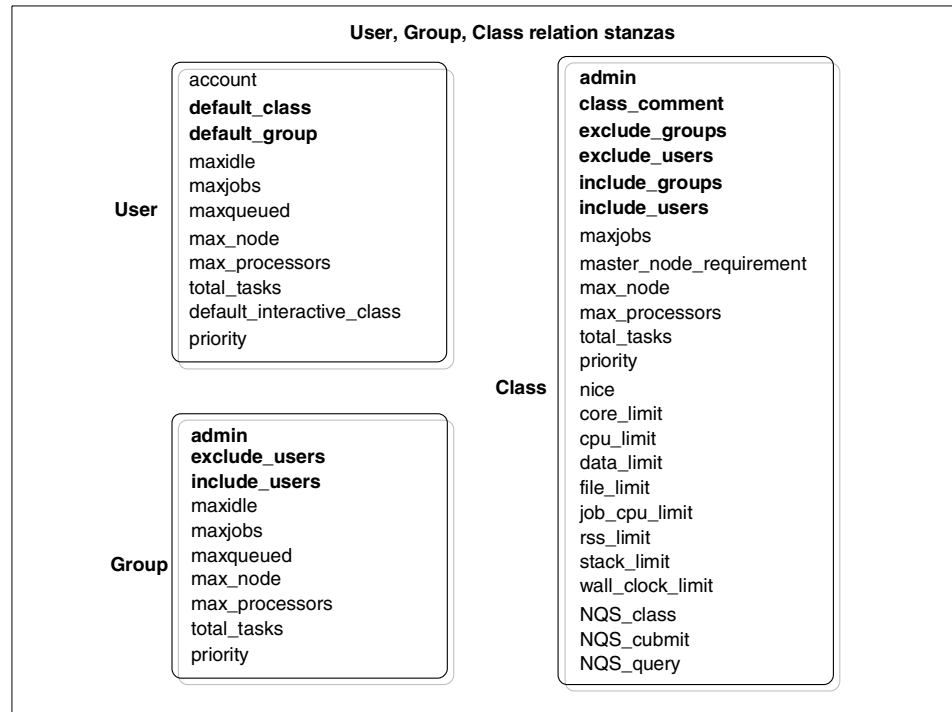 User, Group, Class relation stanzas
User
account
default_class
default_group
maxidle
maxjobs
maxqueued
max_node
max_processors
total_tasks
default_interactive_class
priority
Group
admin
exclude_users
include_users
maxidle
maxjobs
maxqueued
max_node
max_processors
total_tasks
priority
Class
admin
class_comment
exclude_groups
exclude_users
include_groups
include_users
maxjobs
master_node_requirement
max_node
max_processors
total_tasks
priority
nice
core_limit
cpu_limit
data_limit
file_limit
job_cpu_limit
rss_limit
stack_limit
wall_clock_limit
NQS_class
NQS_cubmit
NQS_query